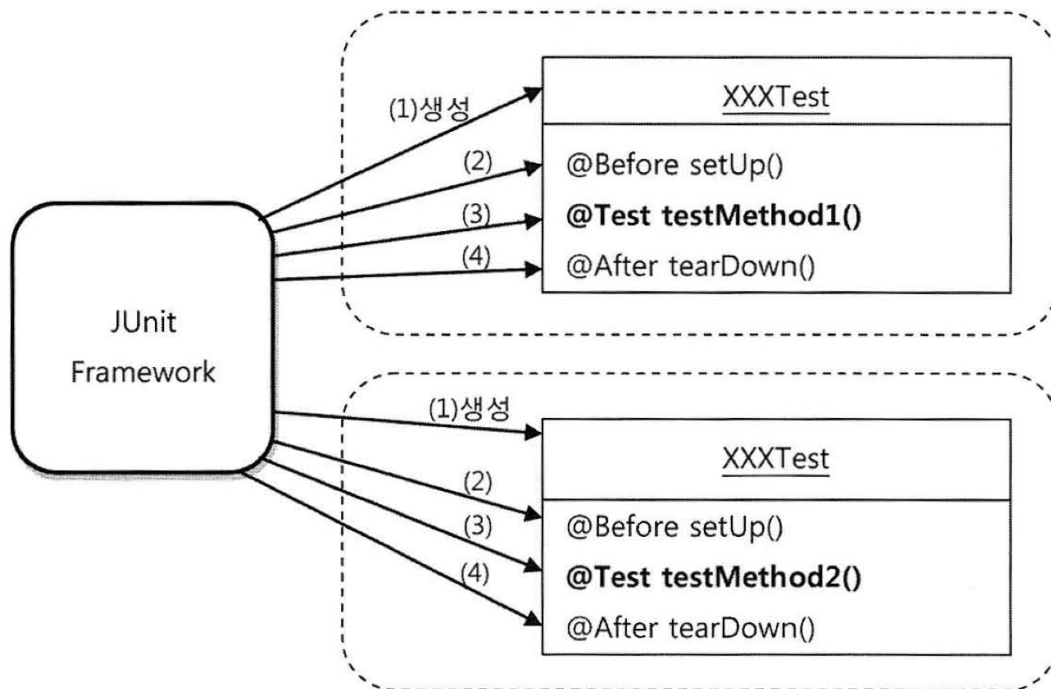 (1)생성
XXXTest
(2)
@Before setUp()
(3)
@Test testMethod1()
(4)
@After tearDown()
JUnit
Framework
(1)생성
XXXTest
(2)
@Before setUp()
(3)
@Test testMethod2()
(4)
@After tearDown()